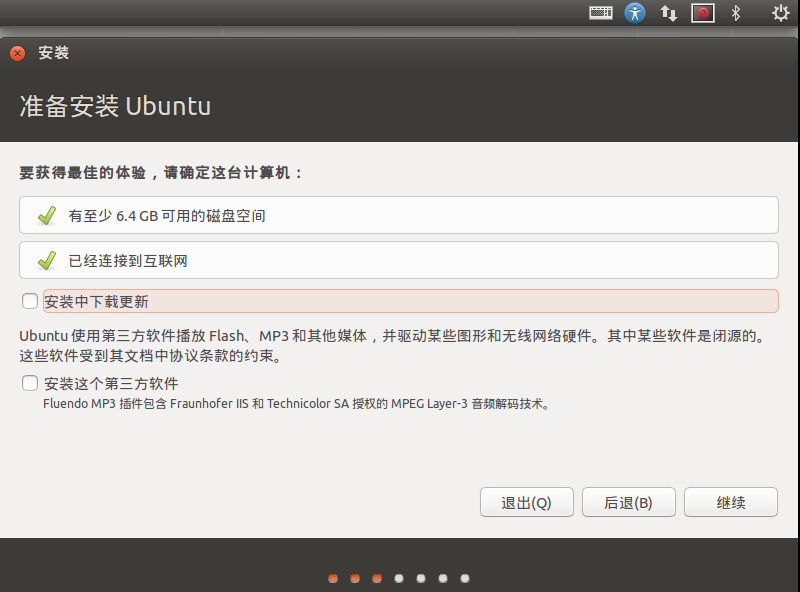 安装
准备安装 Ubuntu
要获得最佳的体验，请确定这台计算机：
有至少 6.4 GB 可用的磁盘空间
已经连接到互联网
安装中下载更新
Ubuntu 使用第三方软件播放 Flash、MP3 和其他媒体，并驱动某些图形和无线网络硬件。其中某些软件是闭源的。
这些软件受到其文档中协议条款的约束。
安装这个第三方软件
Fluendo MP3 插件包含 Fraunhofer IIS 和 Technicolor SA 授权的 MPEG Layer-3 音频解码技术。
退出(Q) 后退(B) 继续